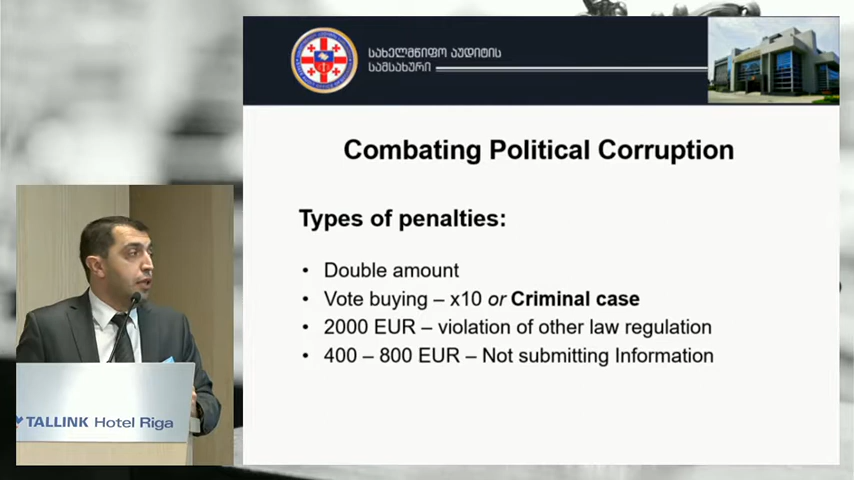 სახელმწიფო აუდიტის
სამსახური
Combating Political Corruption
Types of penalties:
• Double amount
• Vote buying – x10 or Criminal case
• 2000 EUR – violation of other law regulation
• 400 – 800 EUR – Not submitting Information
TALLINK Hotel Riga